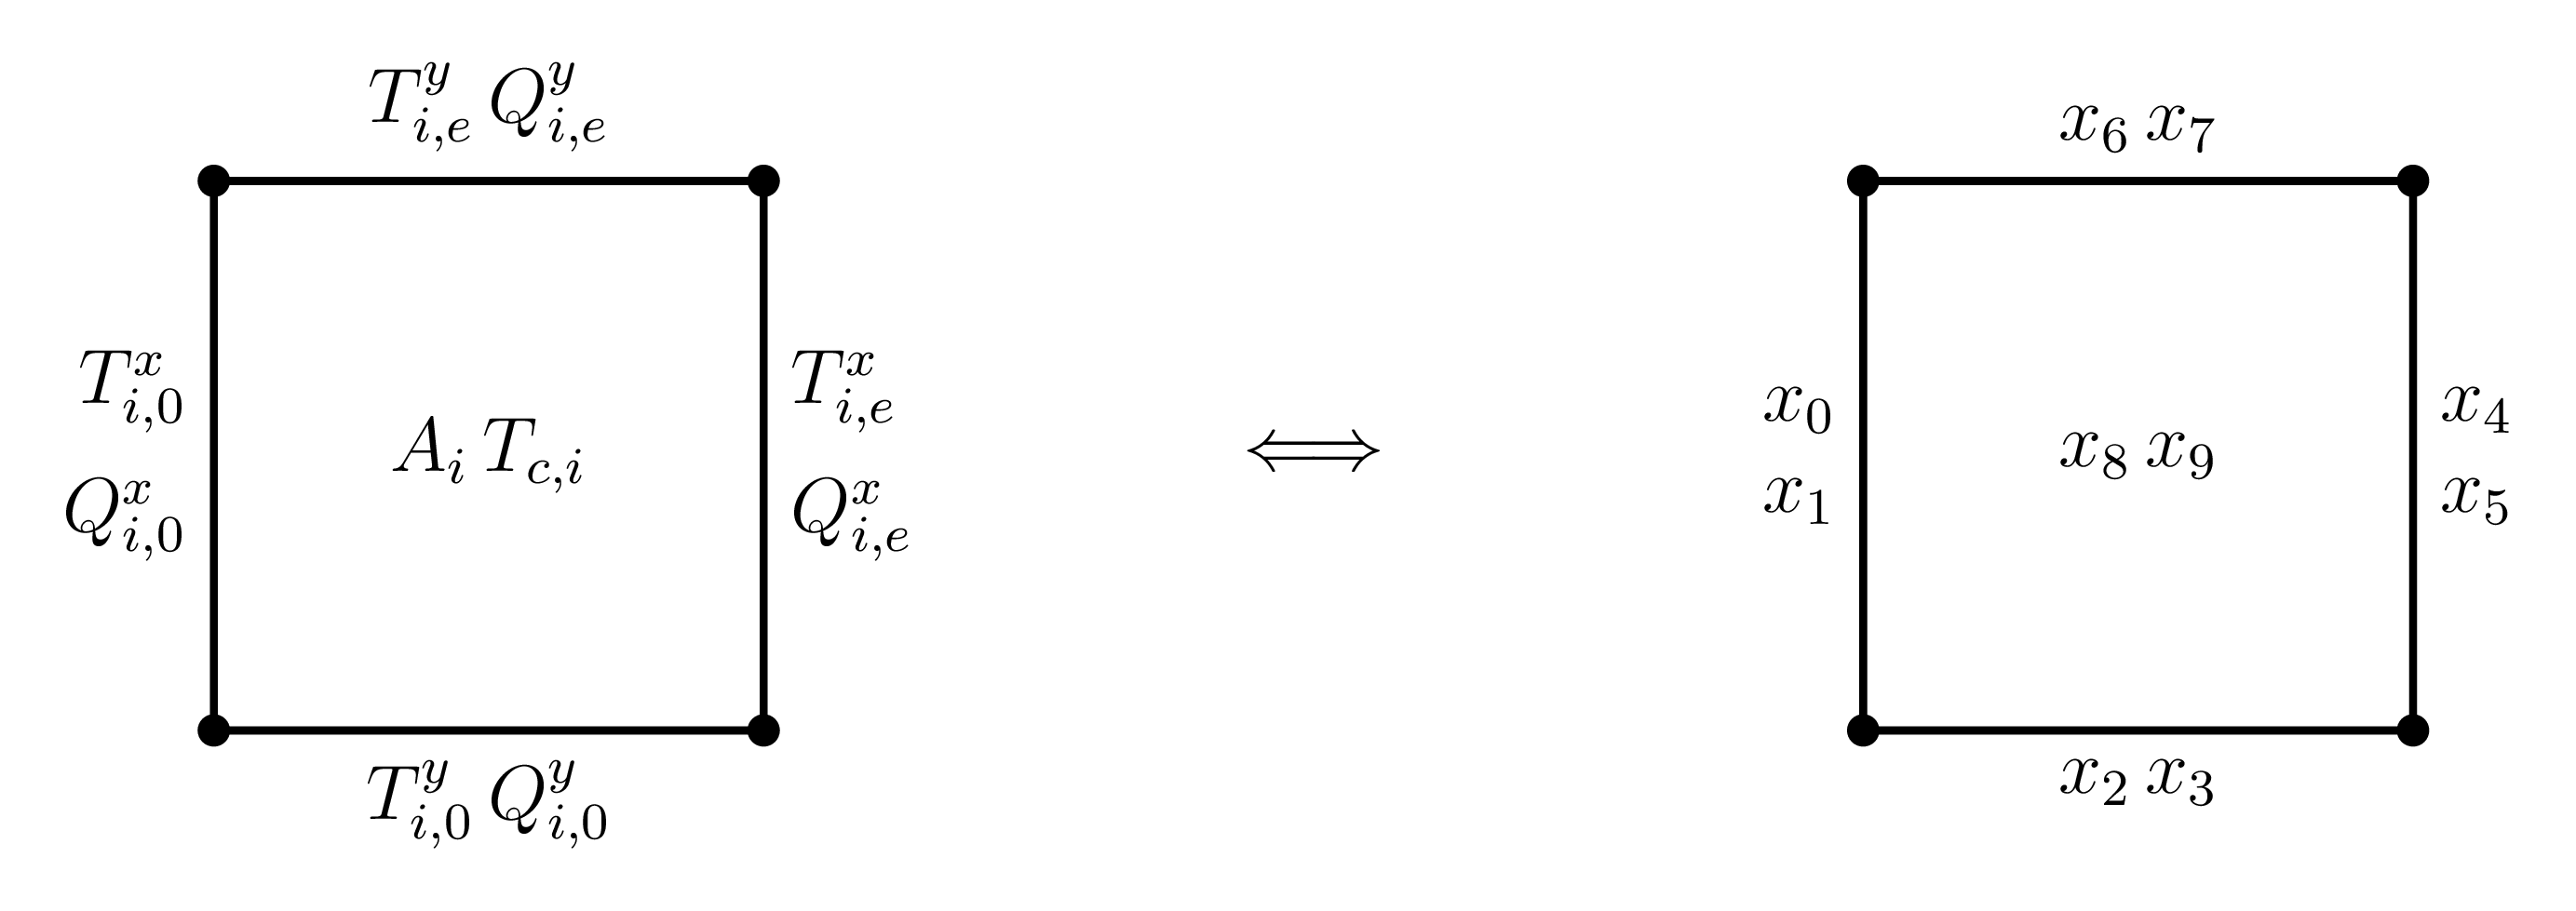 $T^y_{i,e} \, Q^y_{i,e}$
$x_6 \, x_7$
$T^x_{i,0}$
$Q^x_{i,0}$
$A_i \, T_{c,i}$
$T^x_{i,e}$
$Q^x_{i,e}$
$\Longleftrightarrow$
$x_0$
$x_1$
$x_8 \, x_9$
$x_4$
$x_5$
$T^y_{i,0} \, Q^y_{i,0}$
$x_2 \, x_3$